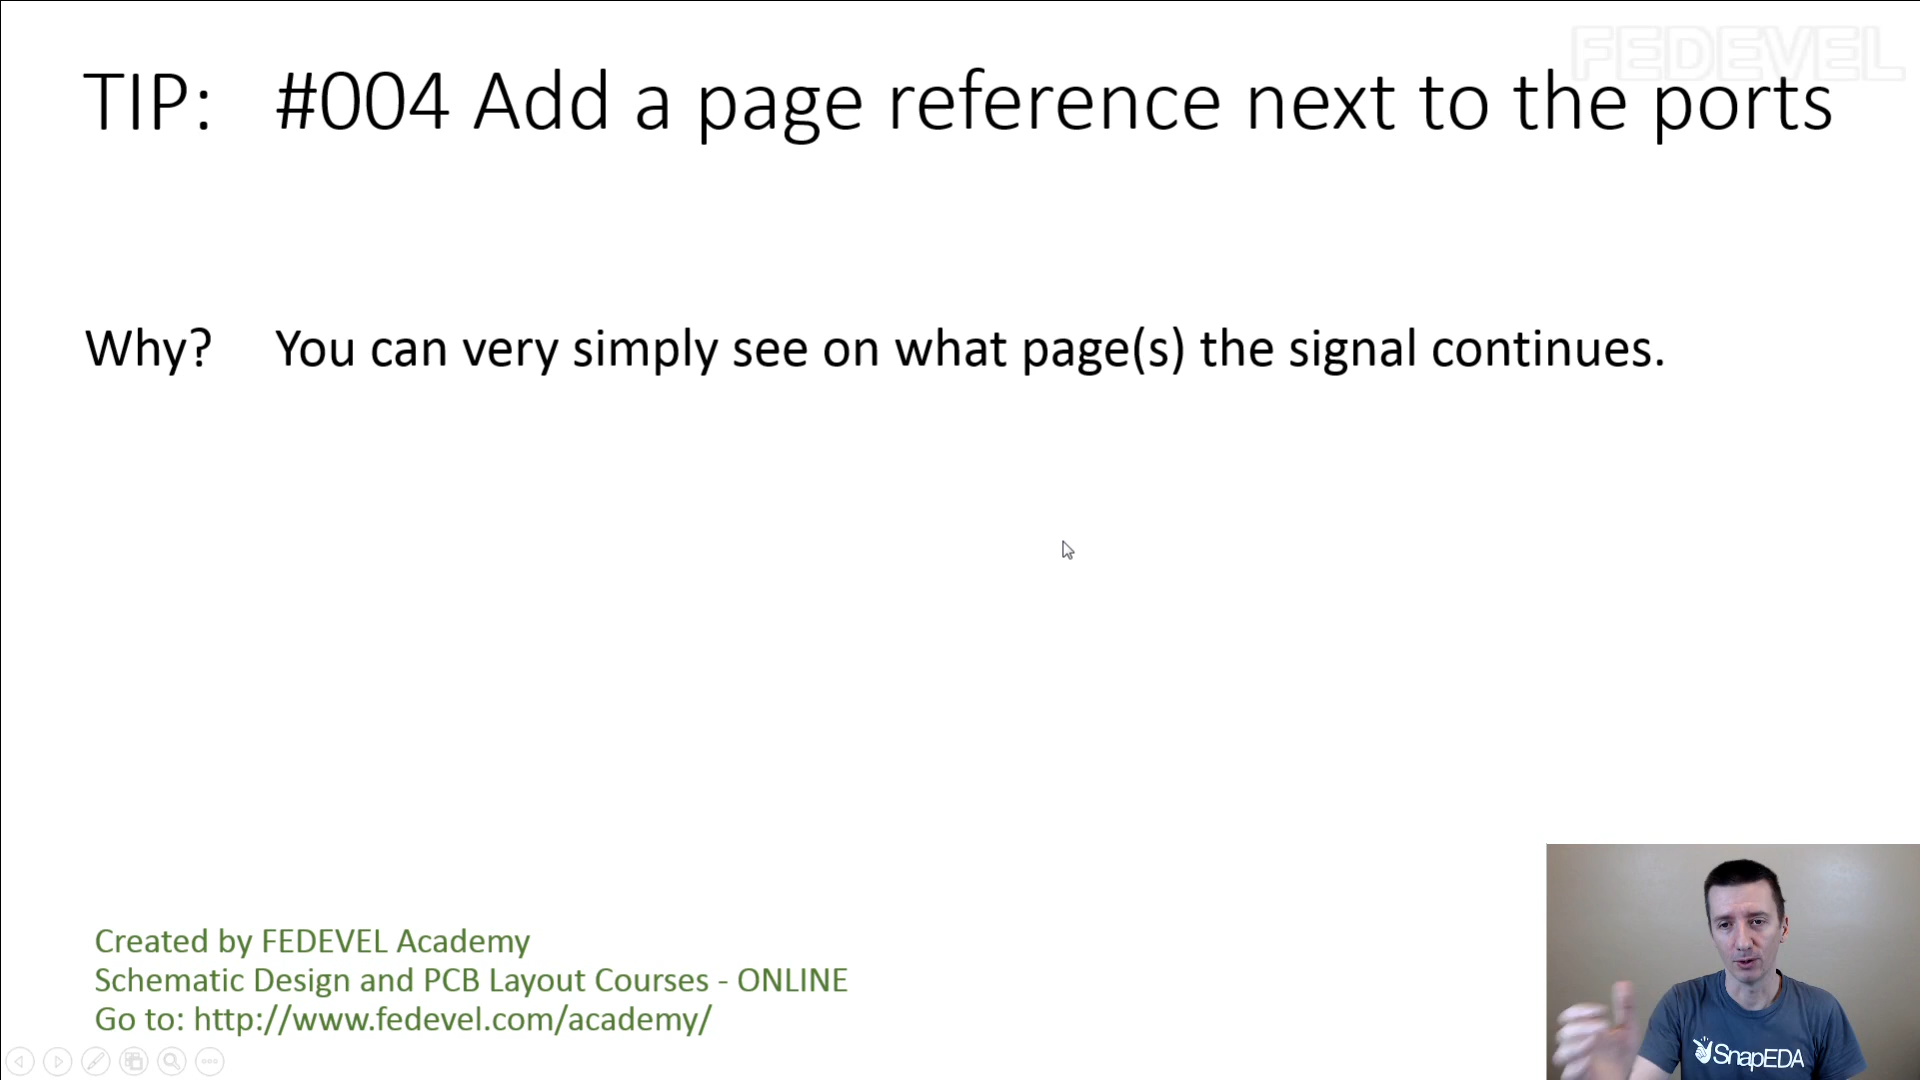 FEDEVEL
TIP: #004 Add a page reference next to the ports
Why? You can very simply see on what page(s) the signal continues.
Created by FEDEVEL Academy
Schematic Design and PCB Layout Courses - ONLINE
Go to: http://www.fedevel.com/academy/
SnapEDA